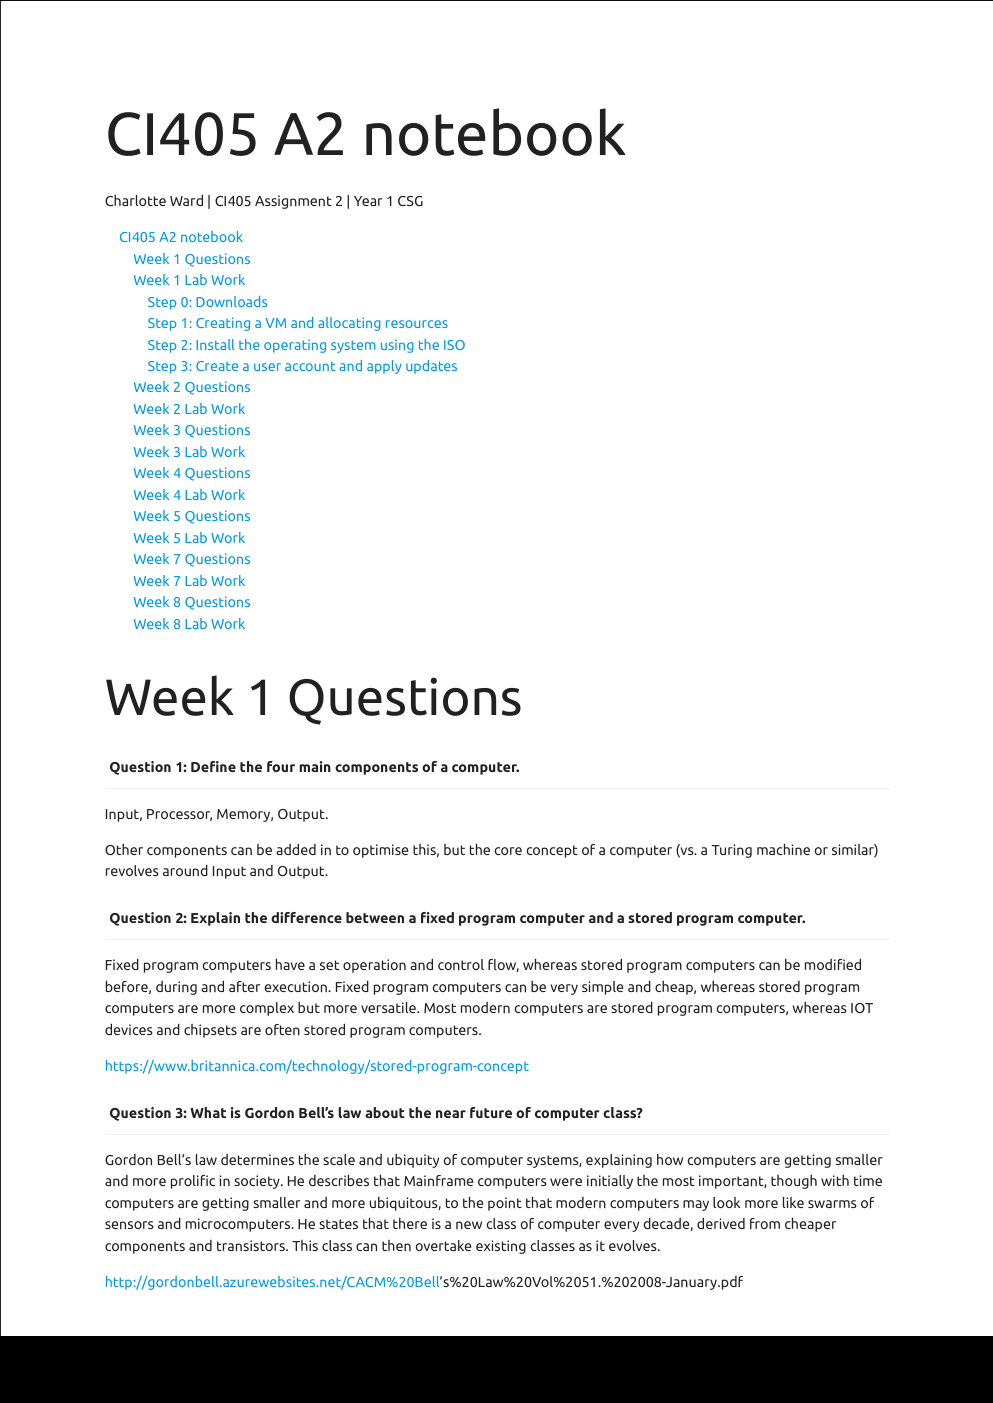 CI405 A2 notebook
Charlotte Ward | CI405 Assignment 2 | Year 1 CSG
CI405 A2 notebook
Week 1 Questions
Week 1 Lab Work
Step 0: Downloads
Step 1: Creating a VM and allocating resources
Step 2: Install the operating system using the ISO
Step 3: Create a user account and apply updates
Week 2 Questions
Week 2 Lab Work
Week 3 Questions
Week 3 Lab Work
Week 4 Questions
Week 4 Lab Work
Week 5 Questions
Week 5 Lab Work
Week 7 Questions
Week 7 Lab Work
Week 8 Questions
Week 8 Lab Work
Week 1 Questions
Question 1: Define the four main components of a computer.
Input, Processor, Memory, Output.
Other components can be added in to optimise this, but the core concept of a computer (vs. a Turing machine or similar)
revolves around Input and Output.
Question 2: Explain the difference between a fixed program computer and a stored program computer.
Fixed program computers have a set operation and control flow, whereas stored program computers can be modified
before, during and after execution. Fixed program computers can be very simple and cheap, whereas stored program
computers are more complex but more versatile. Most modern computers are stored program computers, whereas IOT
devices and chipsets are often stored program computers.
https://www.britannica.com/technology/stored-program-concept
Question 3: What is Gordon Bell’s law about the near future of computer class?
Gordon Bell’s law determines the scale and ubiquity of computer systems, explaining how computers are getting smaller
and more prolific in society. He describes that Mainframe computers were initially the most important, though with time
computers are getting smaller and more ubiquitous, to the point that modern computers may look more like swarms of
sensors and microcomputers. He states that there is a new class of computer every decade, derived from cheaper
components and transistors. This class can then overtake existing classes as it evolves.
http://gordonbell.azurewebsites.net/CACM%20Bell’s%20Law%20Vol%2051.%202008-January.pdf